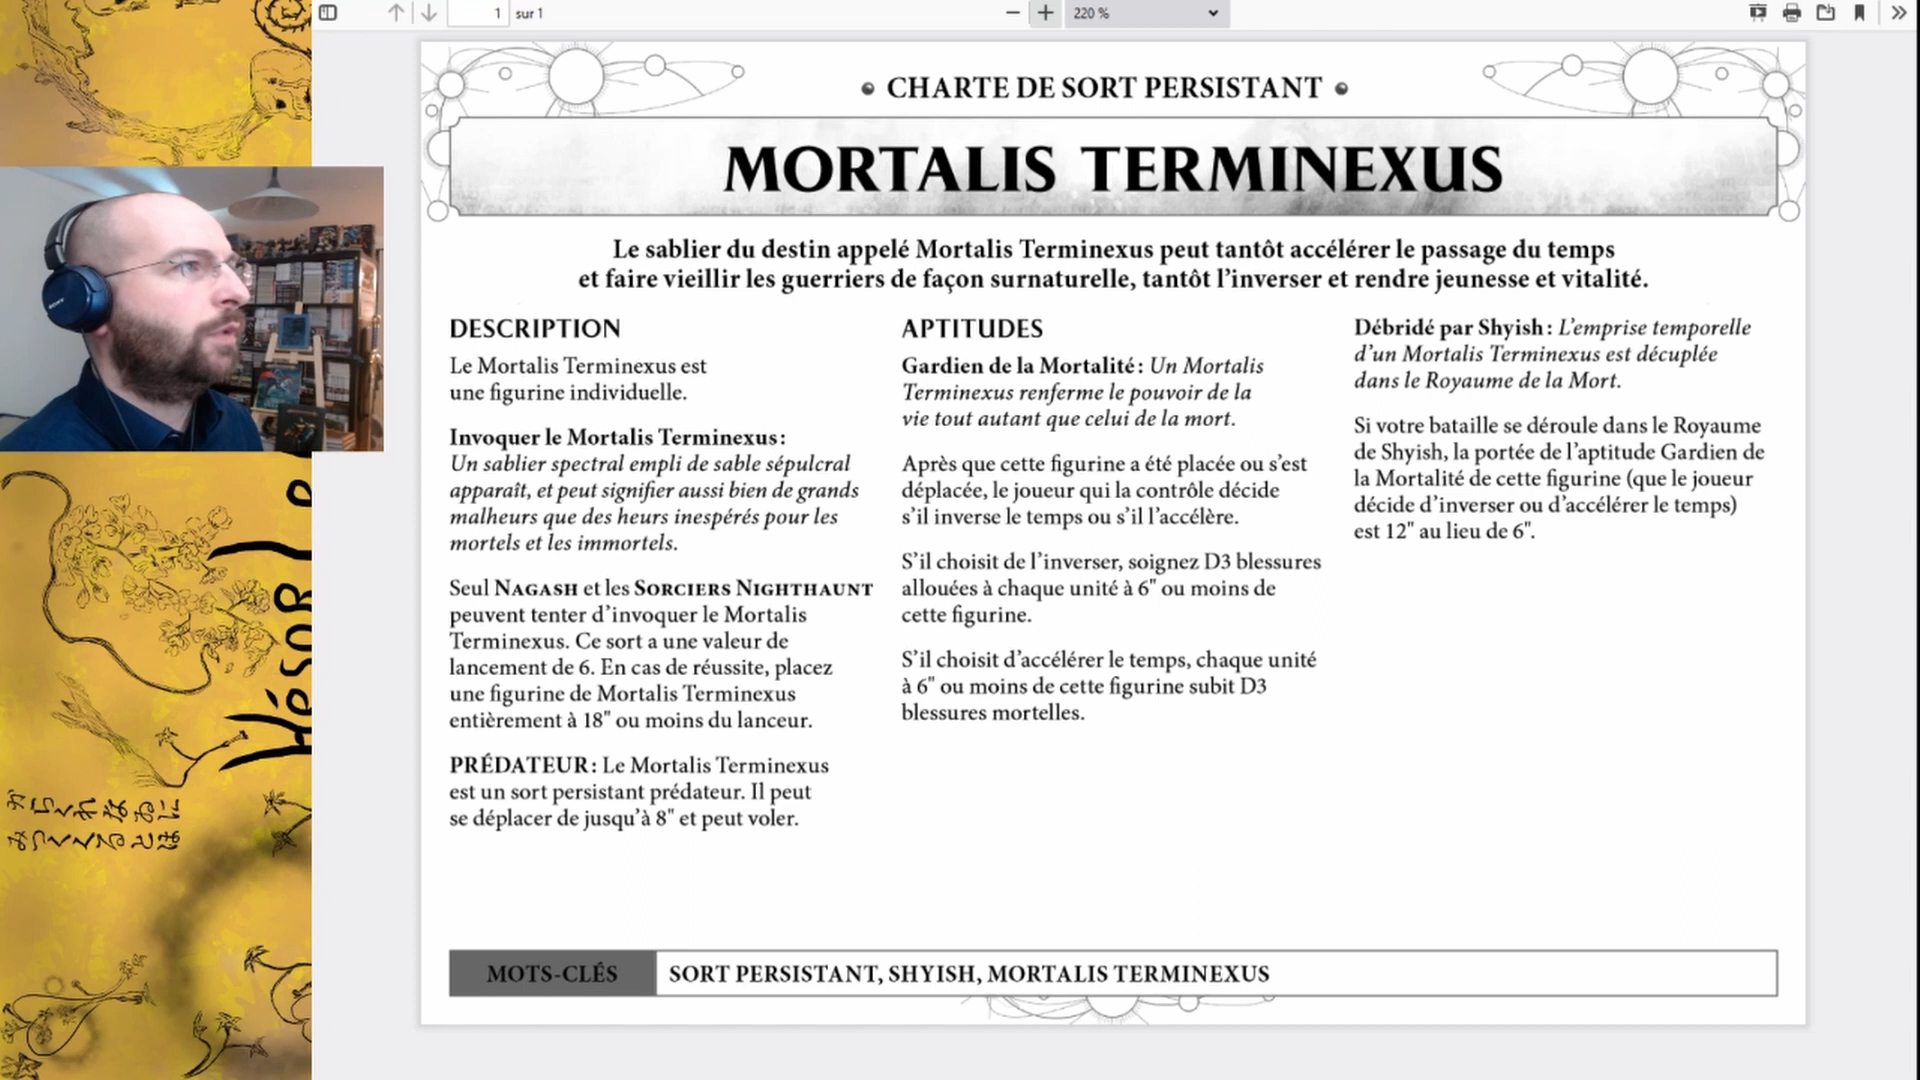 1
sur 1
220 %
CHARTE DE SORT PERSISTANT
MORTALIS TERMINEXUS
Le sablier du destin appelé Mortalis Terminexus peut tantôt accélérer le passage du temps
et faire vieillir les guerriers de façon surnaturelle, tantôt l’inverser et rendre jeunesse et vitalité.
DESCRIPTION
Le Mortalis Terminexus est
une figurine individuelle.
Invoquer le Mortalis Terminexus :
Un sablier spectral empli de sable sépulcral
apparaît, et peut signifier aussi bien de grands
malheurs que des heurs inespérés pour les
mortels et les immortels.
Seul NAGASH et les SORCIERS NIGHTHAUNT
peuvent tenter d’invoquer le Mortalis
Terminexus. Ce sort a une valeur de
lancement de 6. En cas de réussite, placez
une figurine de Mortalis Terminexus
entièrement à 18" ou moins du lanceur.
PRÉDATEUR : Le Mortalis Terminexus
est un sort persistant prédateur. Il peut
se déplacer de jusqu’à 8" et peut voler.
APTITUDES
Gardien de la Mortalité : Un Mortalis
Terminexus renferme le pouvoir de la
vie tout autant que celui de la mort.
Après que cette figurine a été placée ou s’est
déplacée, le joueur qui la contrôle décide
s’il inverse le temps ou s’il l’accélère.
S’il choisit de l’inverser, soignez D3 blessures
allouées à chaque unité à 6" ou moins de
cette figurine.
S’il choisit d’accélérer le temps, chaque unité
à 6" ou moins de cette figurine subit D3
blessures mortelles.
Débridé par Shyish : L’emprise temporelle
d’un Mortalis Terminexus est décuplée
dans le Royaume de la Mort.
Si votre bataille se déroule dans le Royaume
de Shyish, la portée de l’aptitude Gardien de
la Mortalité de cette figurine (que le joueur
décide d’inverser ou d’accélérer le temps)
est 12" au lieu de 6".
MOTS-CLÉS
SORT PERSISTANT, SHYISH, MORTALIS TERMINEXUS
SONY